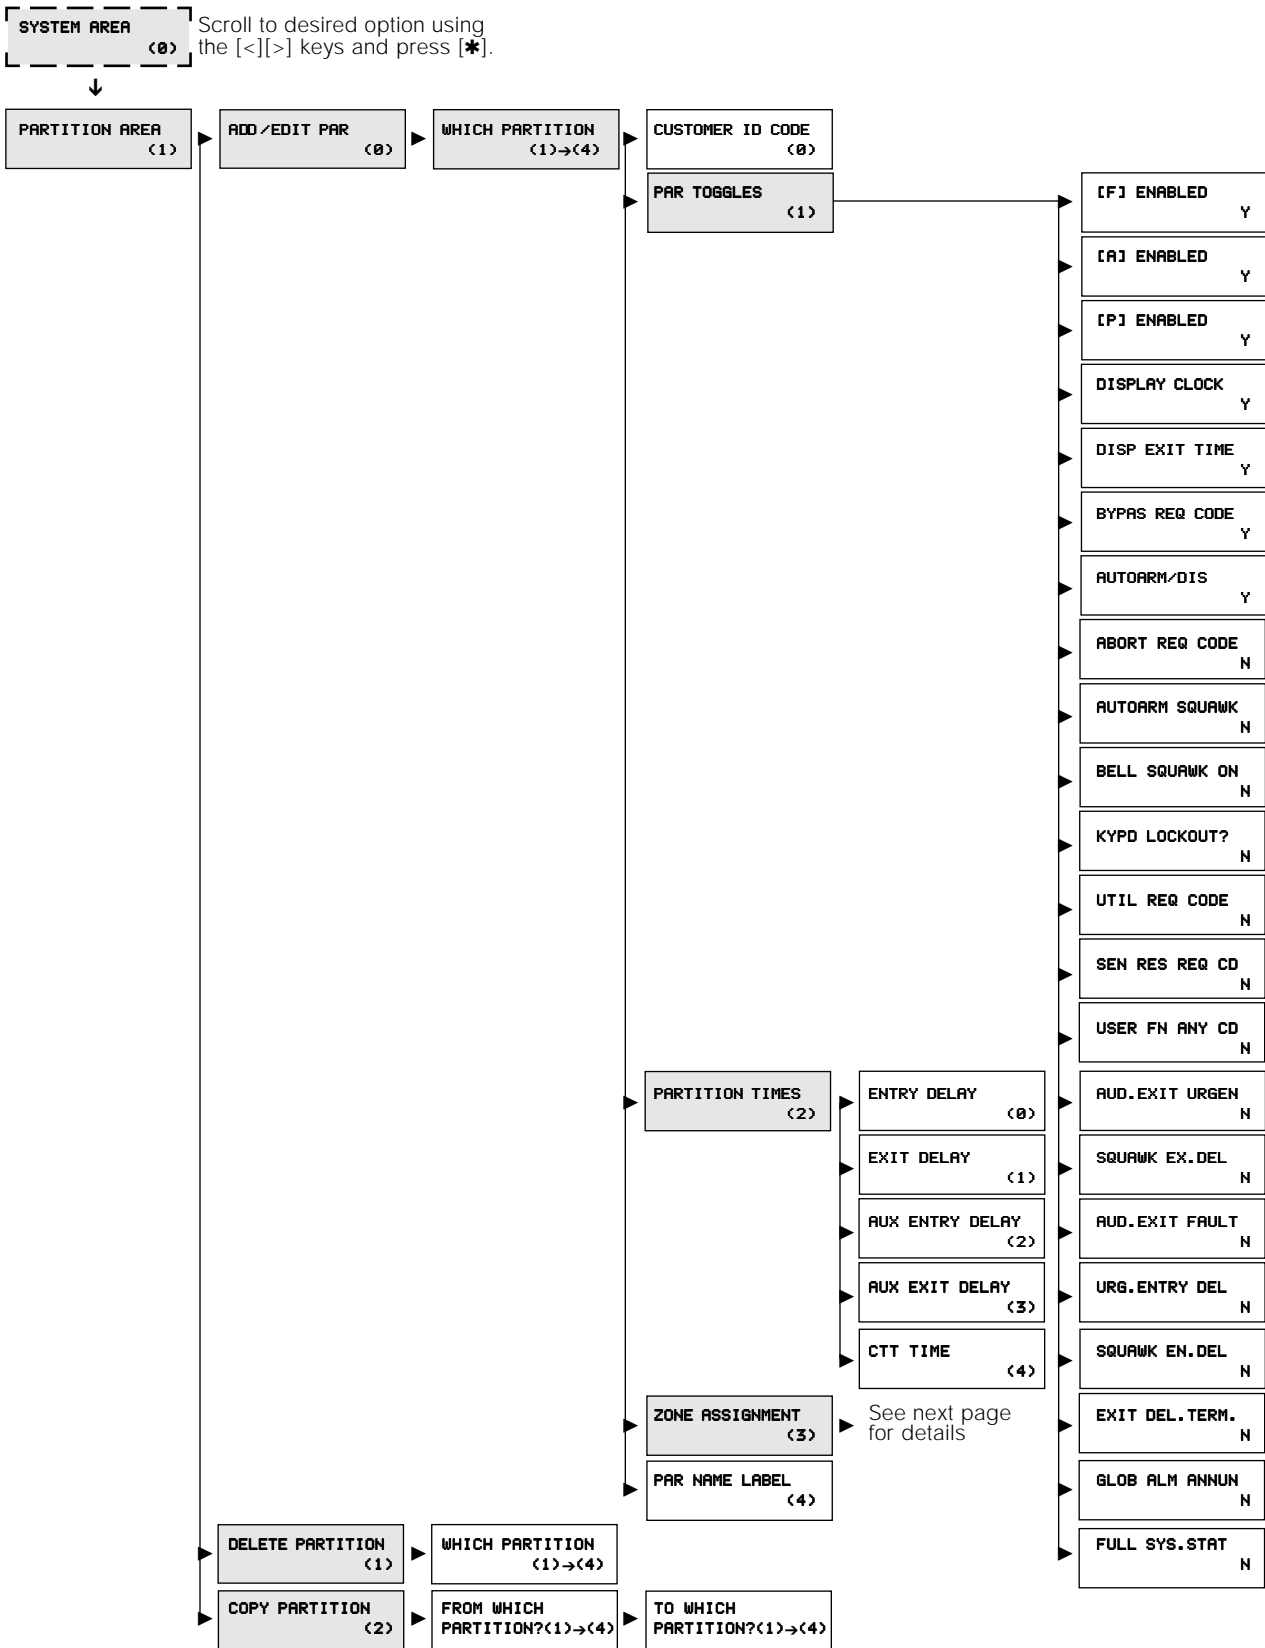 SYSTEM AREA
(0)
Scroll to desired option using
the [<][>] keys and press [✱].
PARTITION AREA
(1)
ADD/EDIT PAR
(0)
WHICH PARTITION
(1)→(4)
CUSTOMER ID CODE
(0)
PAR TOGGLES
(1)
[F] ENABLED
Y
[A] ENABLED
Y
[P] ENABLED
Y
DISPLAY CLOCK
Y
DISP EXIT TIME
Y
BYPAS REQ CODE
Y
AUTOARM/DIS
Y
ABORT REQ CODE
N
AUTOARM SQUAWK
N
BELL SQUAWK ON
N
KYPD LOCKOUT?
N
UTIL REQ CODE
N
SEN RES REQ CD
N
USER FN ANY CD
N
AUD.EXIT URGEN
N
SQUAWK EX.DEL
N
AUD.EXIT FAULT
N
URG.ENTRY DEL
N
SQUAWK EN.DEL
N
EXIT DEL.TERM.
N
GLOB ALM ANNUN
N
FULL SYS.STAT
N
PARTITION TIMES
(2)
ENTRY DELAY
(0)
EXIT DELAY
(1)
AUX ENTRY DELAY
(2)
AUX EXIT DELAY
(3)
CTT TIME
(4)
ZONE ASSIGNMENT
(3)
See next page
for details
PAR NAME LABEL
(4)
DELETE PARTITION
(1)
WHICH PARTITION
(1)→(4)
COPY PARTITION
(2)
FROM WHICH
PARTITION?(1)→(4)
TO WHICH
PARTITION?(1)→(4)